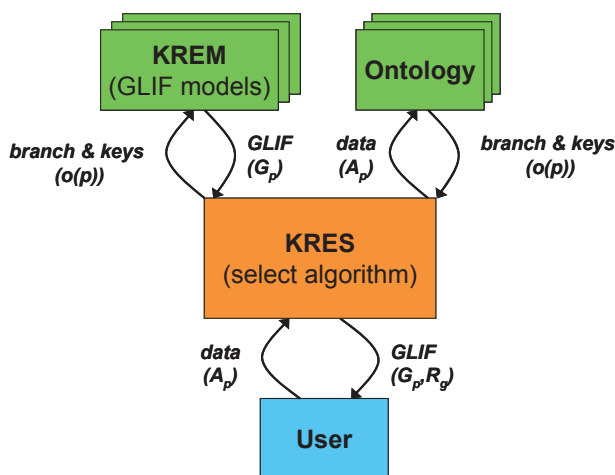 KREM
(GLIF models)
Ontology
branch & keys
(o(p))
GLIF
(Gp)
data
(Ap)
branch & keys
(o(p))
KRES
(select algorithm)
data
(Ap)
GLIF
(Gp,Rg)
User